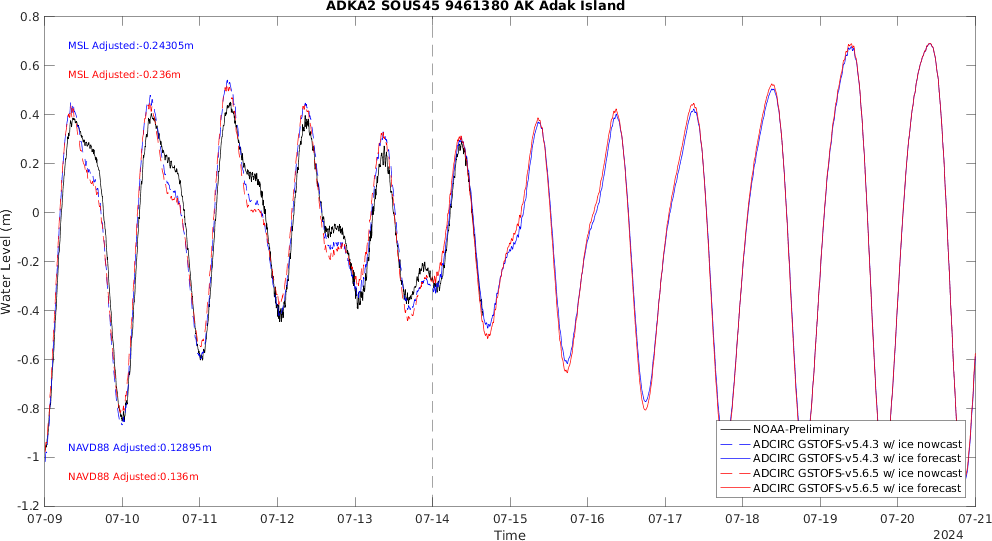 ADKA2 SOUS45 9461380 AK Adak Island
MSL Adjusted:-0.24305m
MSL Adjusted:-0.236m
NAVD88 Adjusted:0.12895m
NAVD88 Adjusted:0.136m
Water Level (m)
0.8
0.6
0.4
0.2
0
-0.2
-0.4
-0.6
-0.8
-1
-1.2
NOAA-Preliminary
ADCIRC GSTOFS-v5.4.3 w/ ice nowcast
ADCIRC GSTOFS-v5.4.3 w/ ice forecast
ADCIRC GSTOFS-v5.6.5 w/ ice nowcast
ADCIRC GSTOFS-v5.6.5 w/ ice forecast
07-09 07-10 07-11 07-12 07-13 07-14 07-15 07-16 07-17 07-18 07-19 07-20 07-21
Time
2024